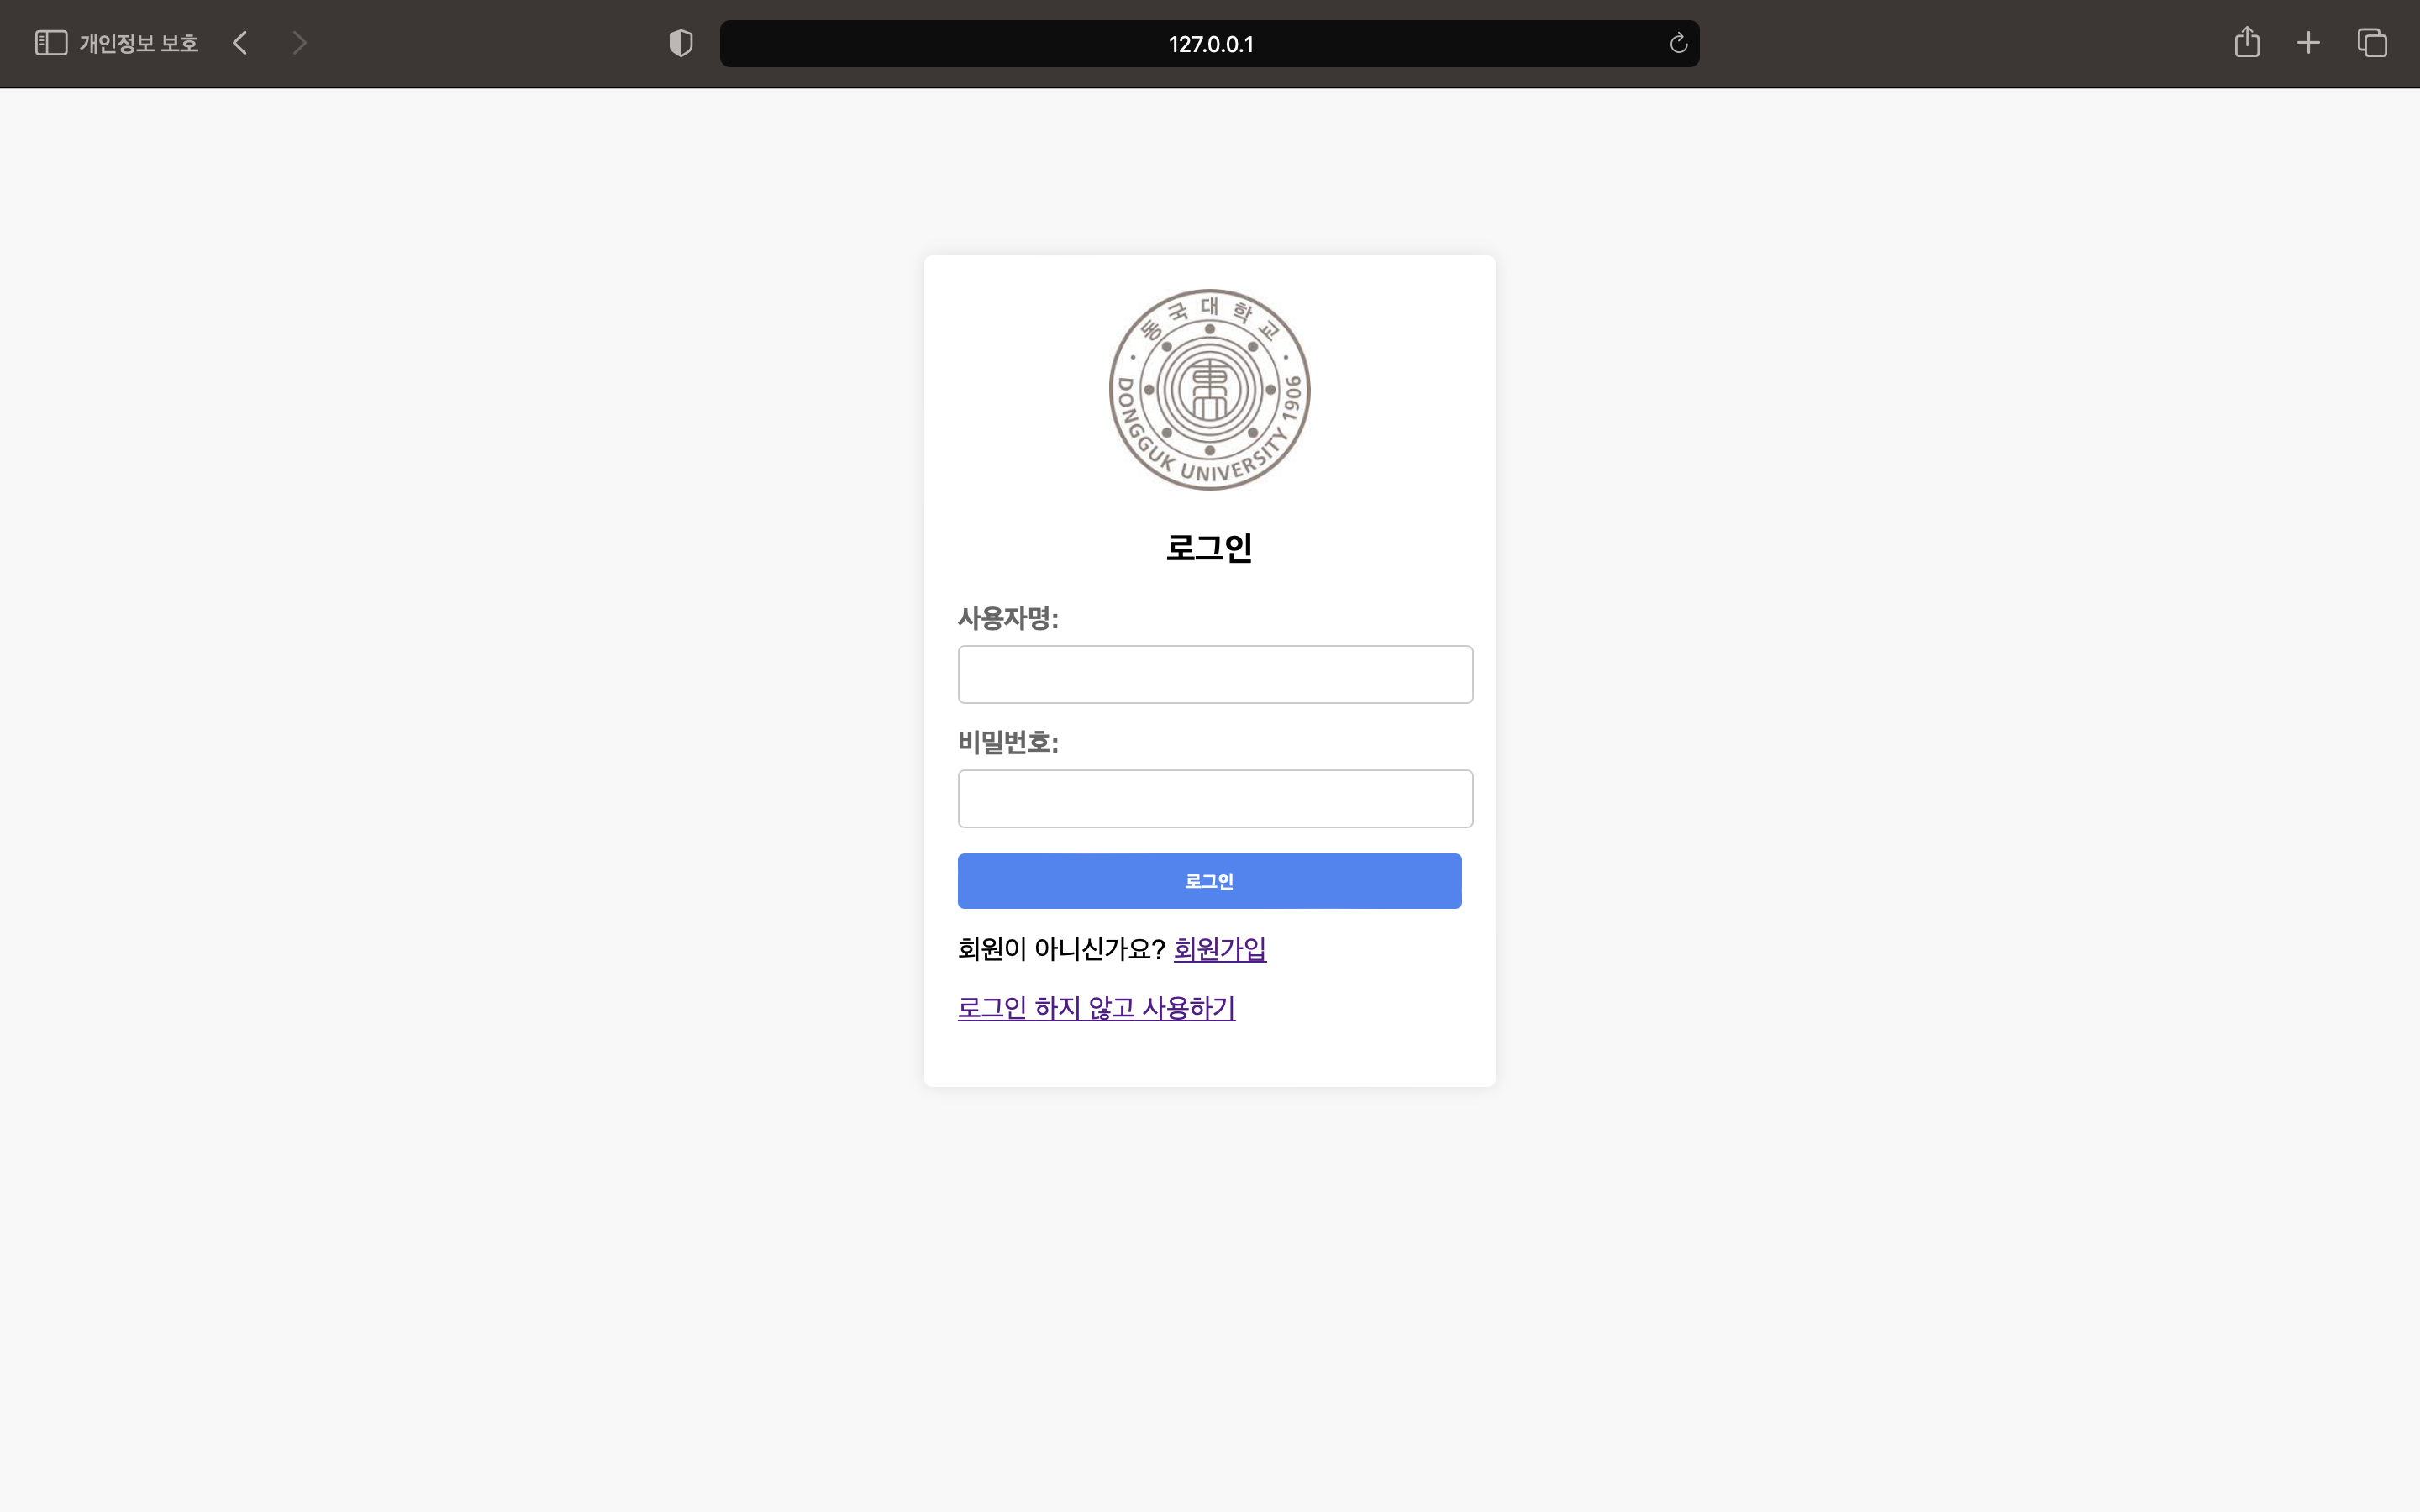 개인정보 보호
127.0.0.1
동국대학교
DONGGUK UNIVERSITY 1906
로그인
사용자명:
비밀번호:
로그인
회원이 아니신가요? 회원가입
로그인 하지 않고 사용하기